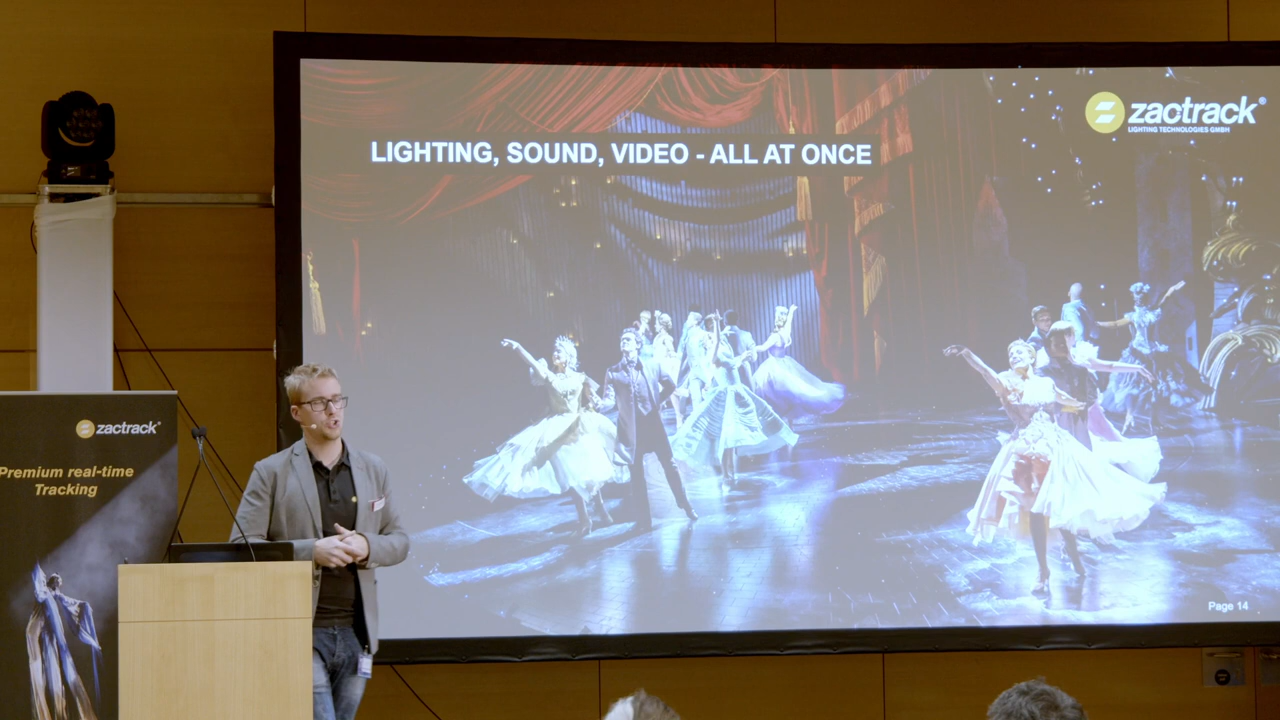 zactrack®
LIGHTING TECHNOLOGIES GMBH
LIGHTING, SOUND, VIDEO - ALL AT ONCE
zactrack®
Premium real-time
Tracking
Page 14